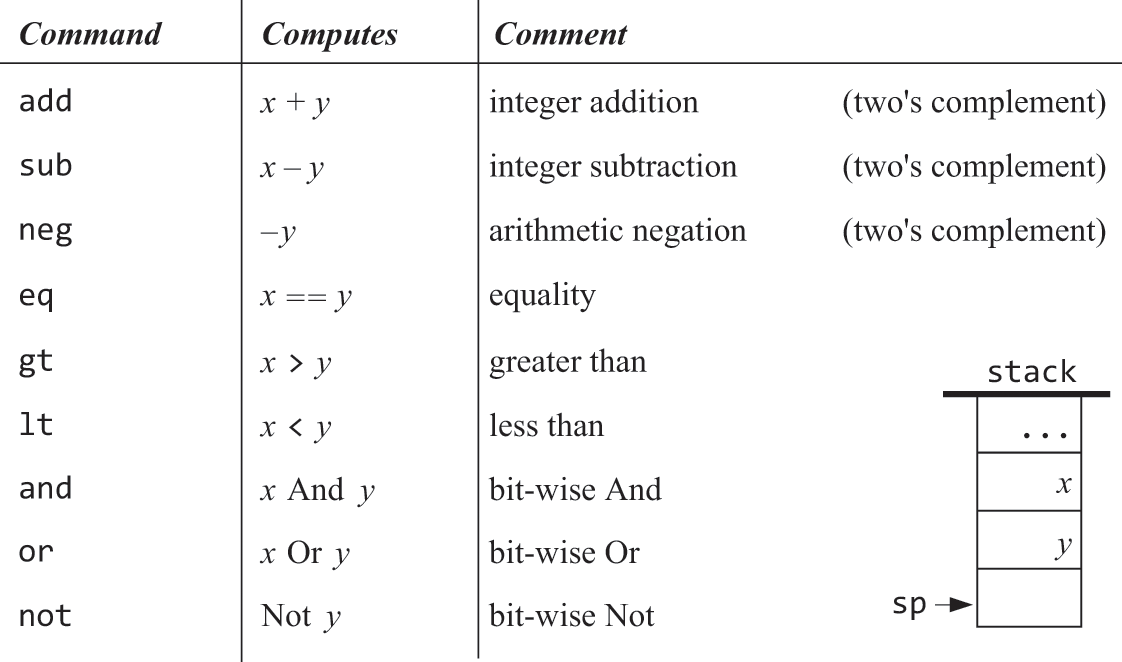 Command Computes Comment
add x + y integer addition (two's complement)
sub x – y integer subtraction (two's complement)
neg –y arithmetic negation (two's complement)
eq x == y equality
gt x > y greater than
lt x < y less than
and x And y bit-wise And
or x Or y bit-wise Or
not Not y bit-wise Not
stack
...
x
y
sp